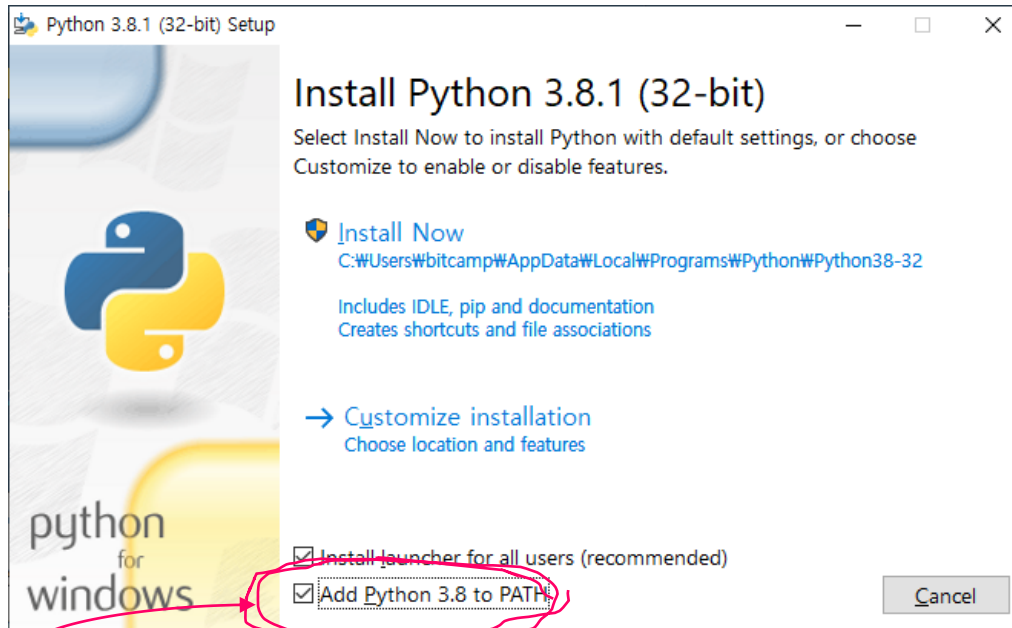 Python 3.8.1 (32-bit) Setup
Install Python 3.8.1 (32-bit)
Select Install Now to install Python with default settings, or choose
Customize to enable or disable features.
Install Now
C:₩Users₩bitcamp₩AppData₩Local₩Programs₩Python₩Python38-32
Includes IDLE, pip and documentation
Creates shortcuts and file associations
→ Customize installation
Choose location and features
python
for
windows
Install launcher for all users (recommended)
Add Python 3.8 to PATH
Cancel